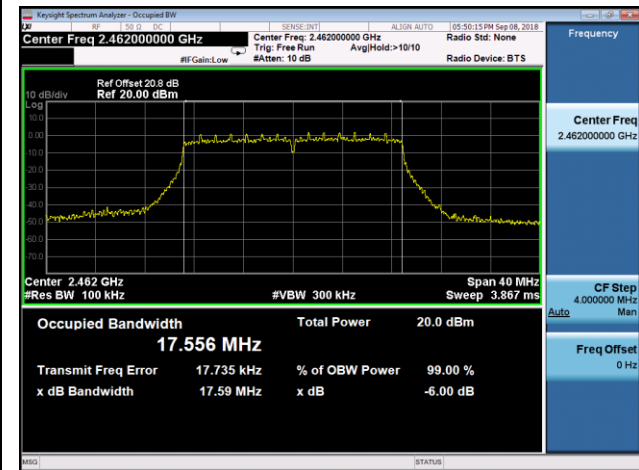 Keysight Spectrum Analyzer - Occupied BW
RF 50 Ω DC SENSE:INT ALIGN AUTO 05:50:15 PM Sep 08, 2018
Center Freq 2.462000000 GHz
Center Freq: 2.462000000 GHz
Radio Std: None
Trig: Free Run Avg|Hold:>10/10
#IFGain:Low
#Atten: 10 dB
Radio Device: BTS
Frequency
Ref Offset 20.8 dB
10 dB/div Ref 20.00 dBm
Log
10.0
0.00
-10.0
-20.0
-30.0
-40.0
-50.0
-60.0
-70.0
Center 2.462 GHz
Span 40 MHz
#Res BW 100 kHz
#VBW 300 kHz
Sweep 3.867 ms
Occupied Bandwidth
17.556 MHz
Total Power 20.0 dBm
Transmit Freq Error 17.735 kHz
% of OBW Power 99.00 %
x dB Bandwidth 17.59 MHz
x dB -6.00 dB
Center Freq
2.462000000 GHz
CF Step
4.000000 MHz
Auto Man
Freq Offset
0 Hz
MSG
STATUS